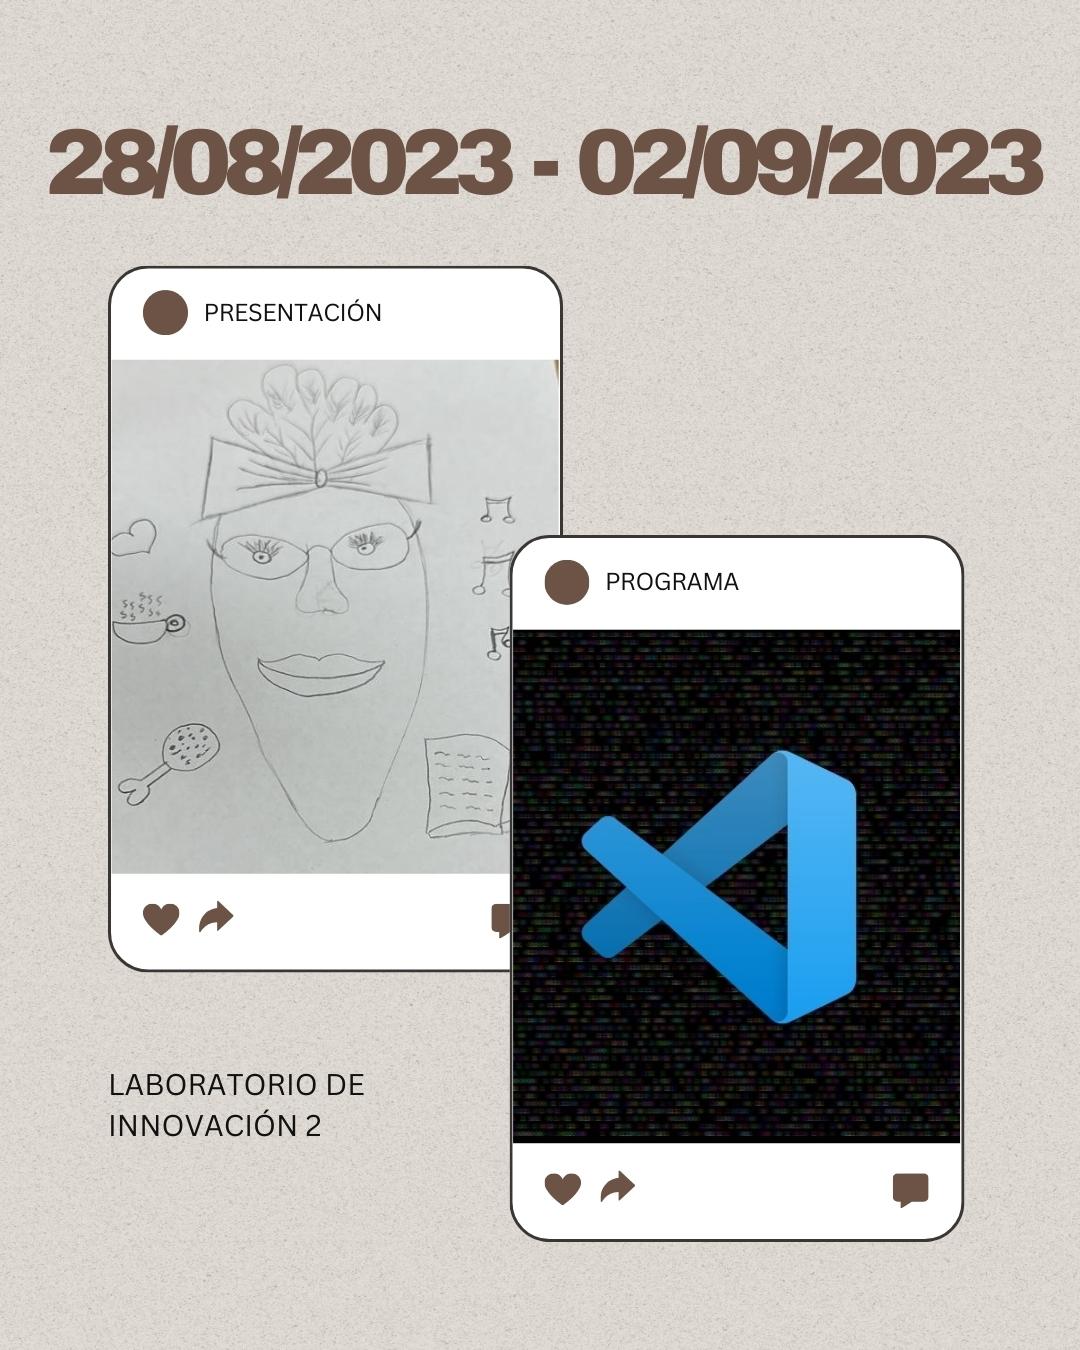 28/08/2023 - 02/09/2023
PRESENTACIÓN
PROGRAMA
LABORATORIO DE
INNOVACIÓN 2